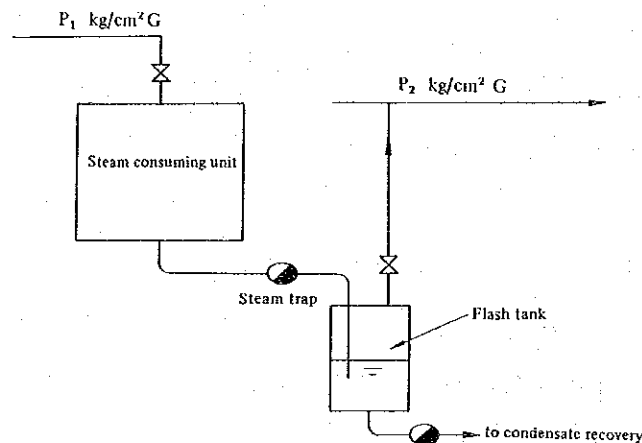 P₁ kg/cm² G
P₂ kg/cm² G
Steam consuming unit
Steam trap
Flash tank
to condensate recovery